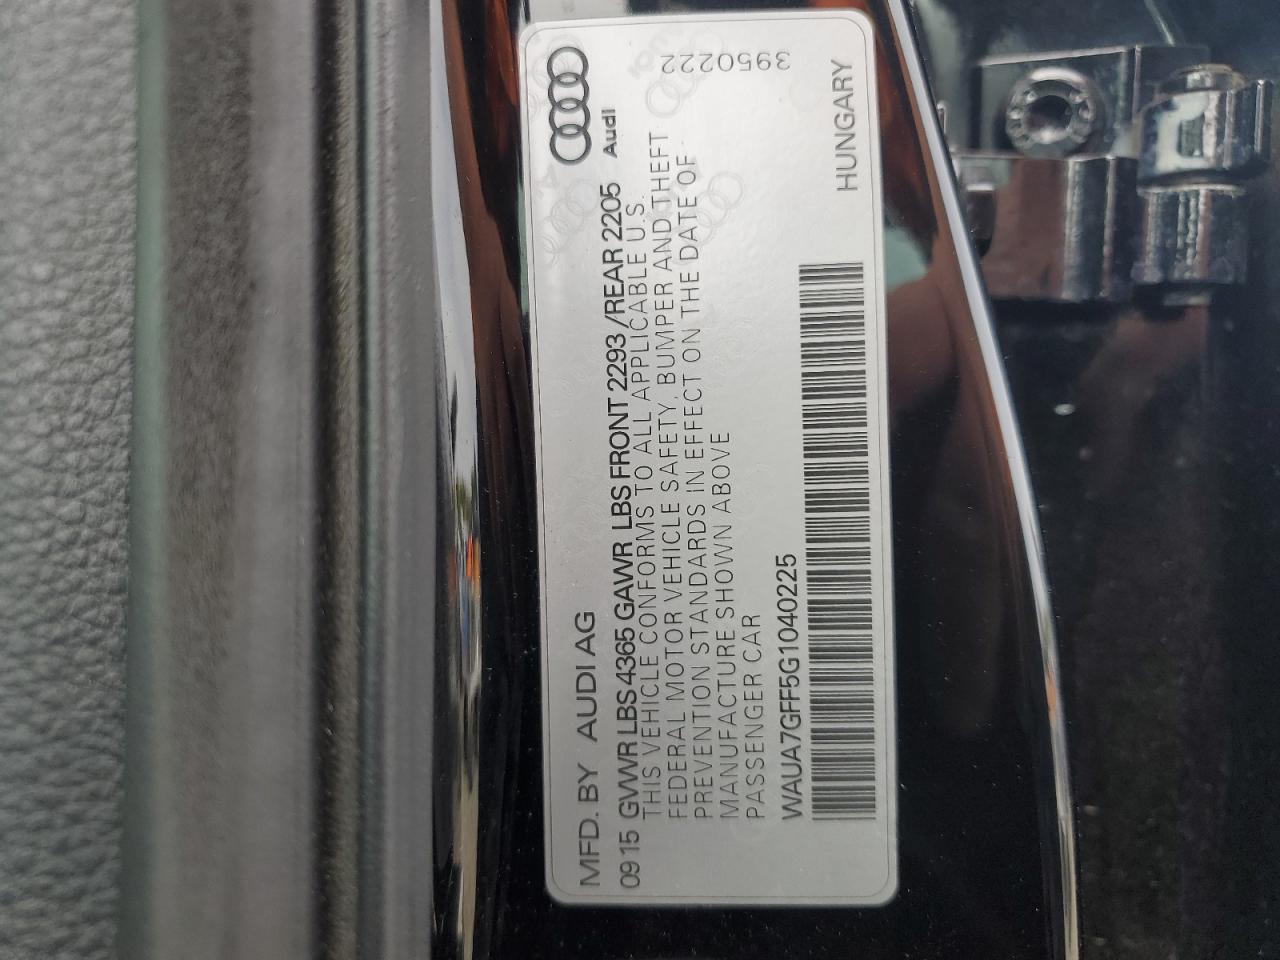 MFD. BY AUDI AG
Audi
0915 GVWR LBS 4365 GAWR LBS FRONT 2293 /REAR 2205
THIS VEHICLE CONFORMS TO ALL APPLICABLE U.S.
FEDERAL MOTOR VEHICLE SAFETY, BUMPER AND THEFT
PREVENTION STANDARDS IN EFFECT ON THE DATE OF
MANUFACTURE SHOWN ABOVE
PASSENGER CAR
3950222
WAUA7GFF5G1040225
HUNGARY